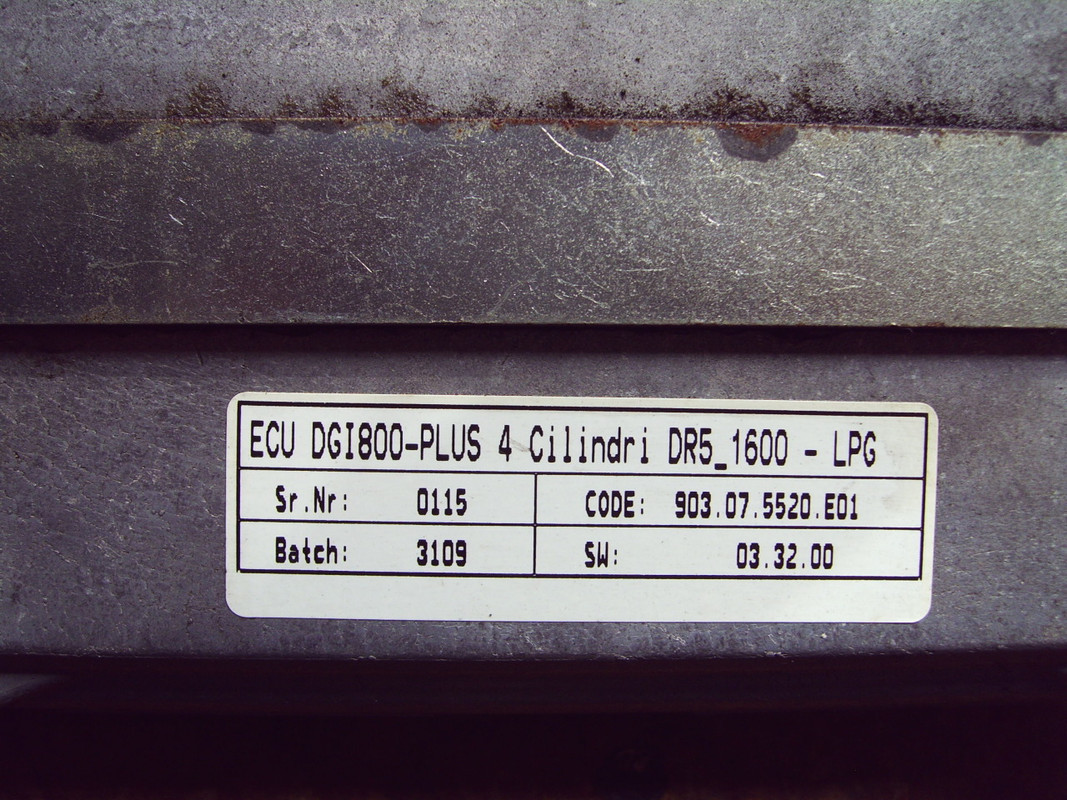 ECU DGI800-PLUS 4 Cilindri DR5_1600 - LPG
Sr.Nr: 0115 CODE: 903.07.5520.E01
Batch: 3109 SW: 03.32.00